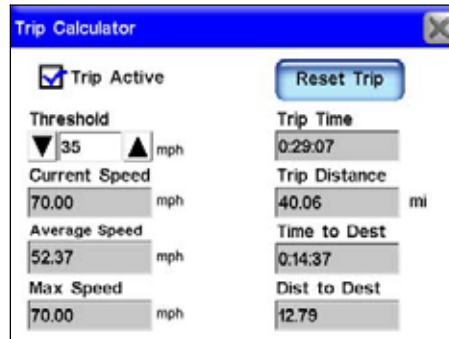 Trip Calculator
Trip Active
Reset Trip
Threshold
35 mph
Trip Time
0:29:07
Current Speed
70.00 mph
Trip Distance
40.06 mi
Average Speed
52.37 mph
Time to Dest
0:14:37
Max Speed
70.00 mph
Dist to Dest
12.79